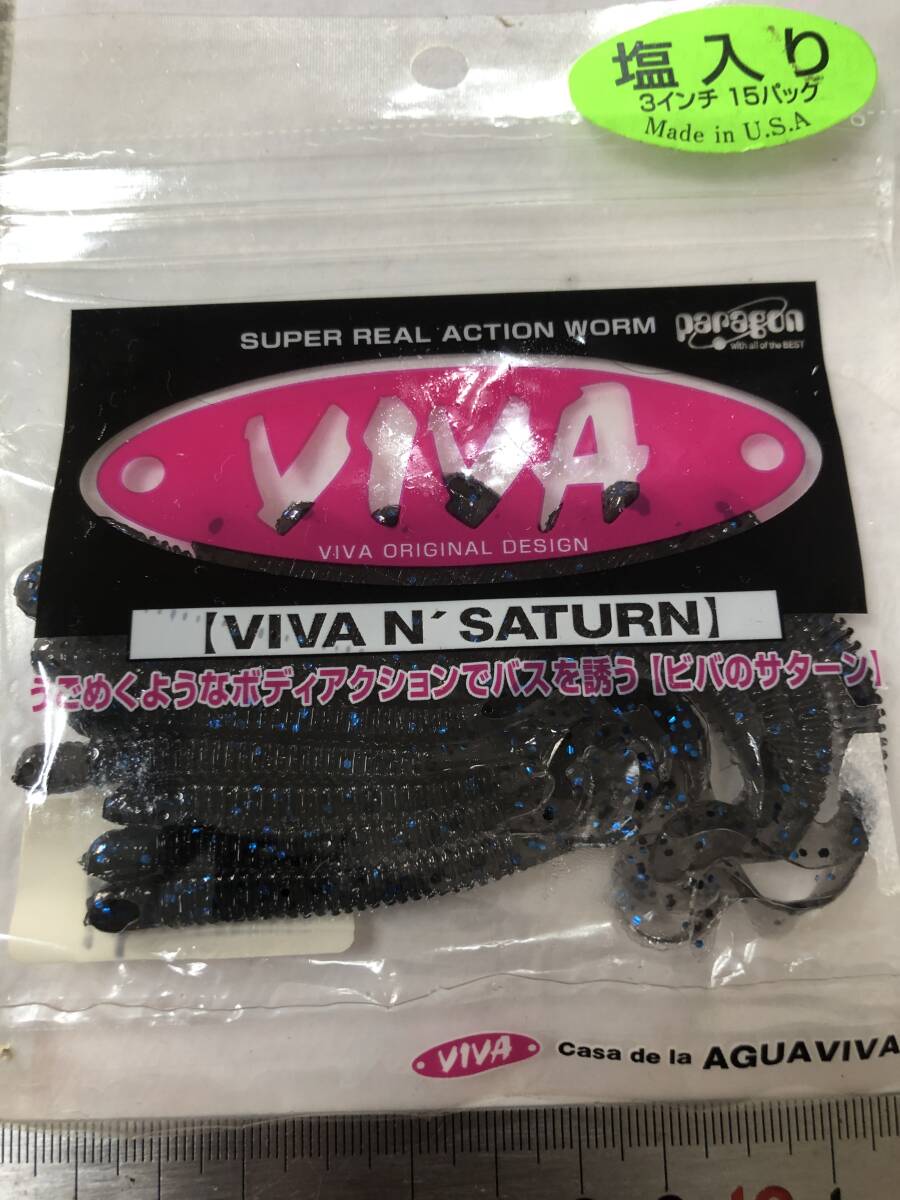 塩入り
3インチ 15パック
Made in U.S.A
SUPER REAL ACTION WORM
paragon
with all of the BEST
VIVA
VIVA ORIGINAL DESIGN
【VIVA N´ SATURN】
うごめくようなボディアクションでバスを誘う【ビバのサターン】
VIVA
Casa de la AGUAVIVA